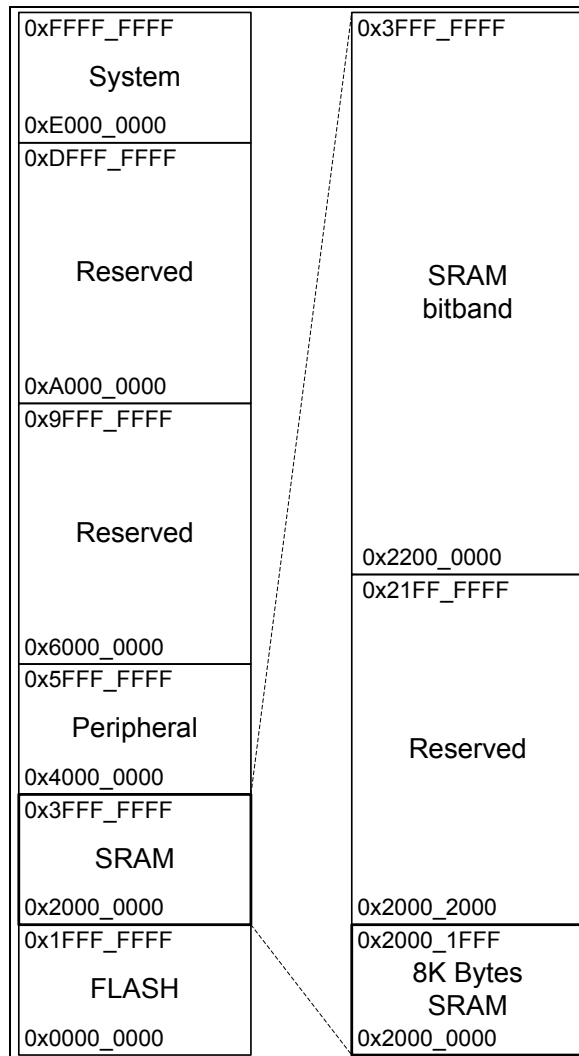 0xFFFF_FFFF
System
0xE000_0000
0xDFFF_FFFF
Reserved
0xA000_0000
0x9FFF_FFFF
Reserved
0x6000_0000
0x5FFF_FFFF
Peripheral
0x4000_0000
0x3FFF_FFFF
SRAM
0x2000_0000
0x1FFF_FFFF
FLASH
0x0000_0000
0x3FFF_FFFF
SRAM
bitband
0x2200_0000
0x21FF_FFFF
Reserved
0x2000_2000
0x2000_1FFF
8K Bytes
SRAM
0x2000_0000